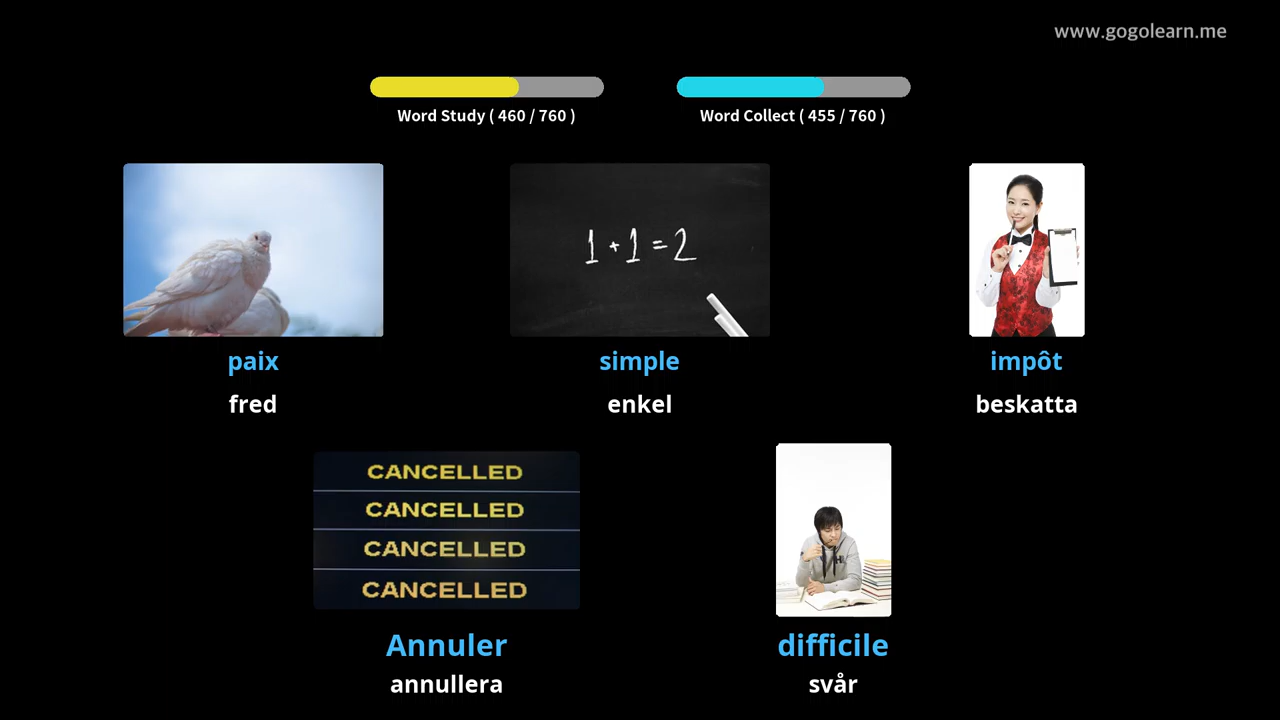 www.gogolearn.me
Word Study ( 460 / 760 )
Word Collect ( 455 / 760 )
1 + 1 = 2
paix
simple
impôt
fred
enkel
beskatta
CANCELLED
CANCELLED
CANCELLED
CANCELLED
Annuler
difficile
annullera
svår